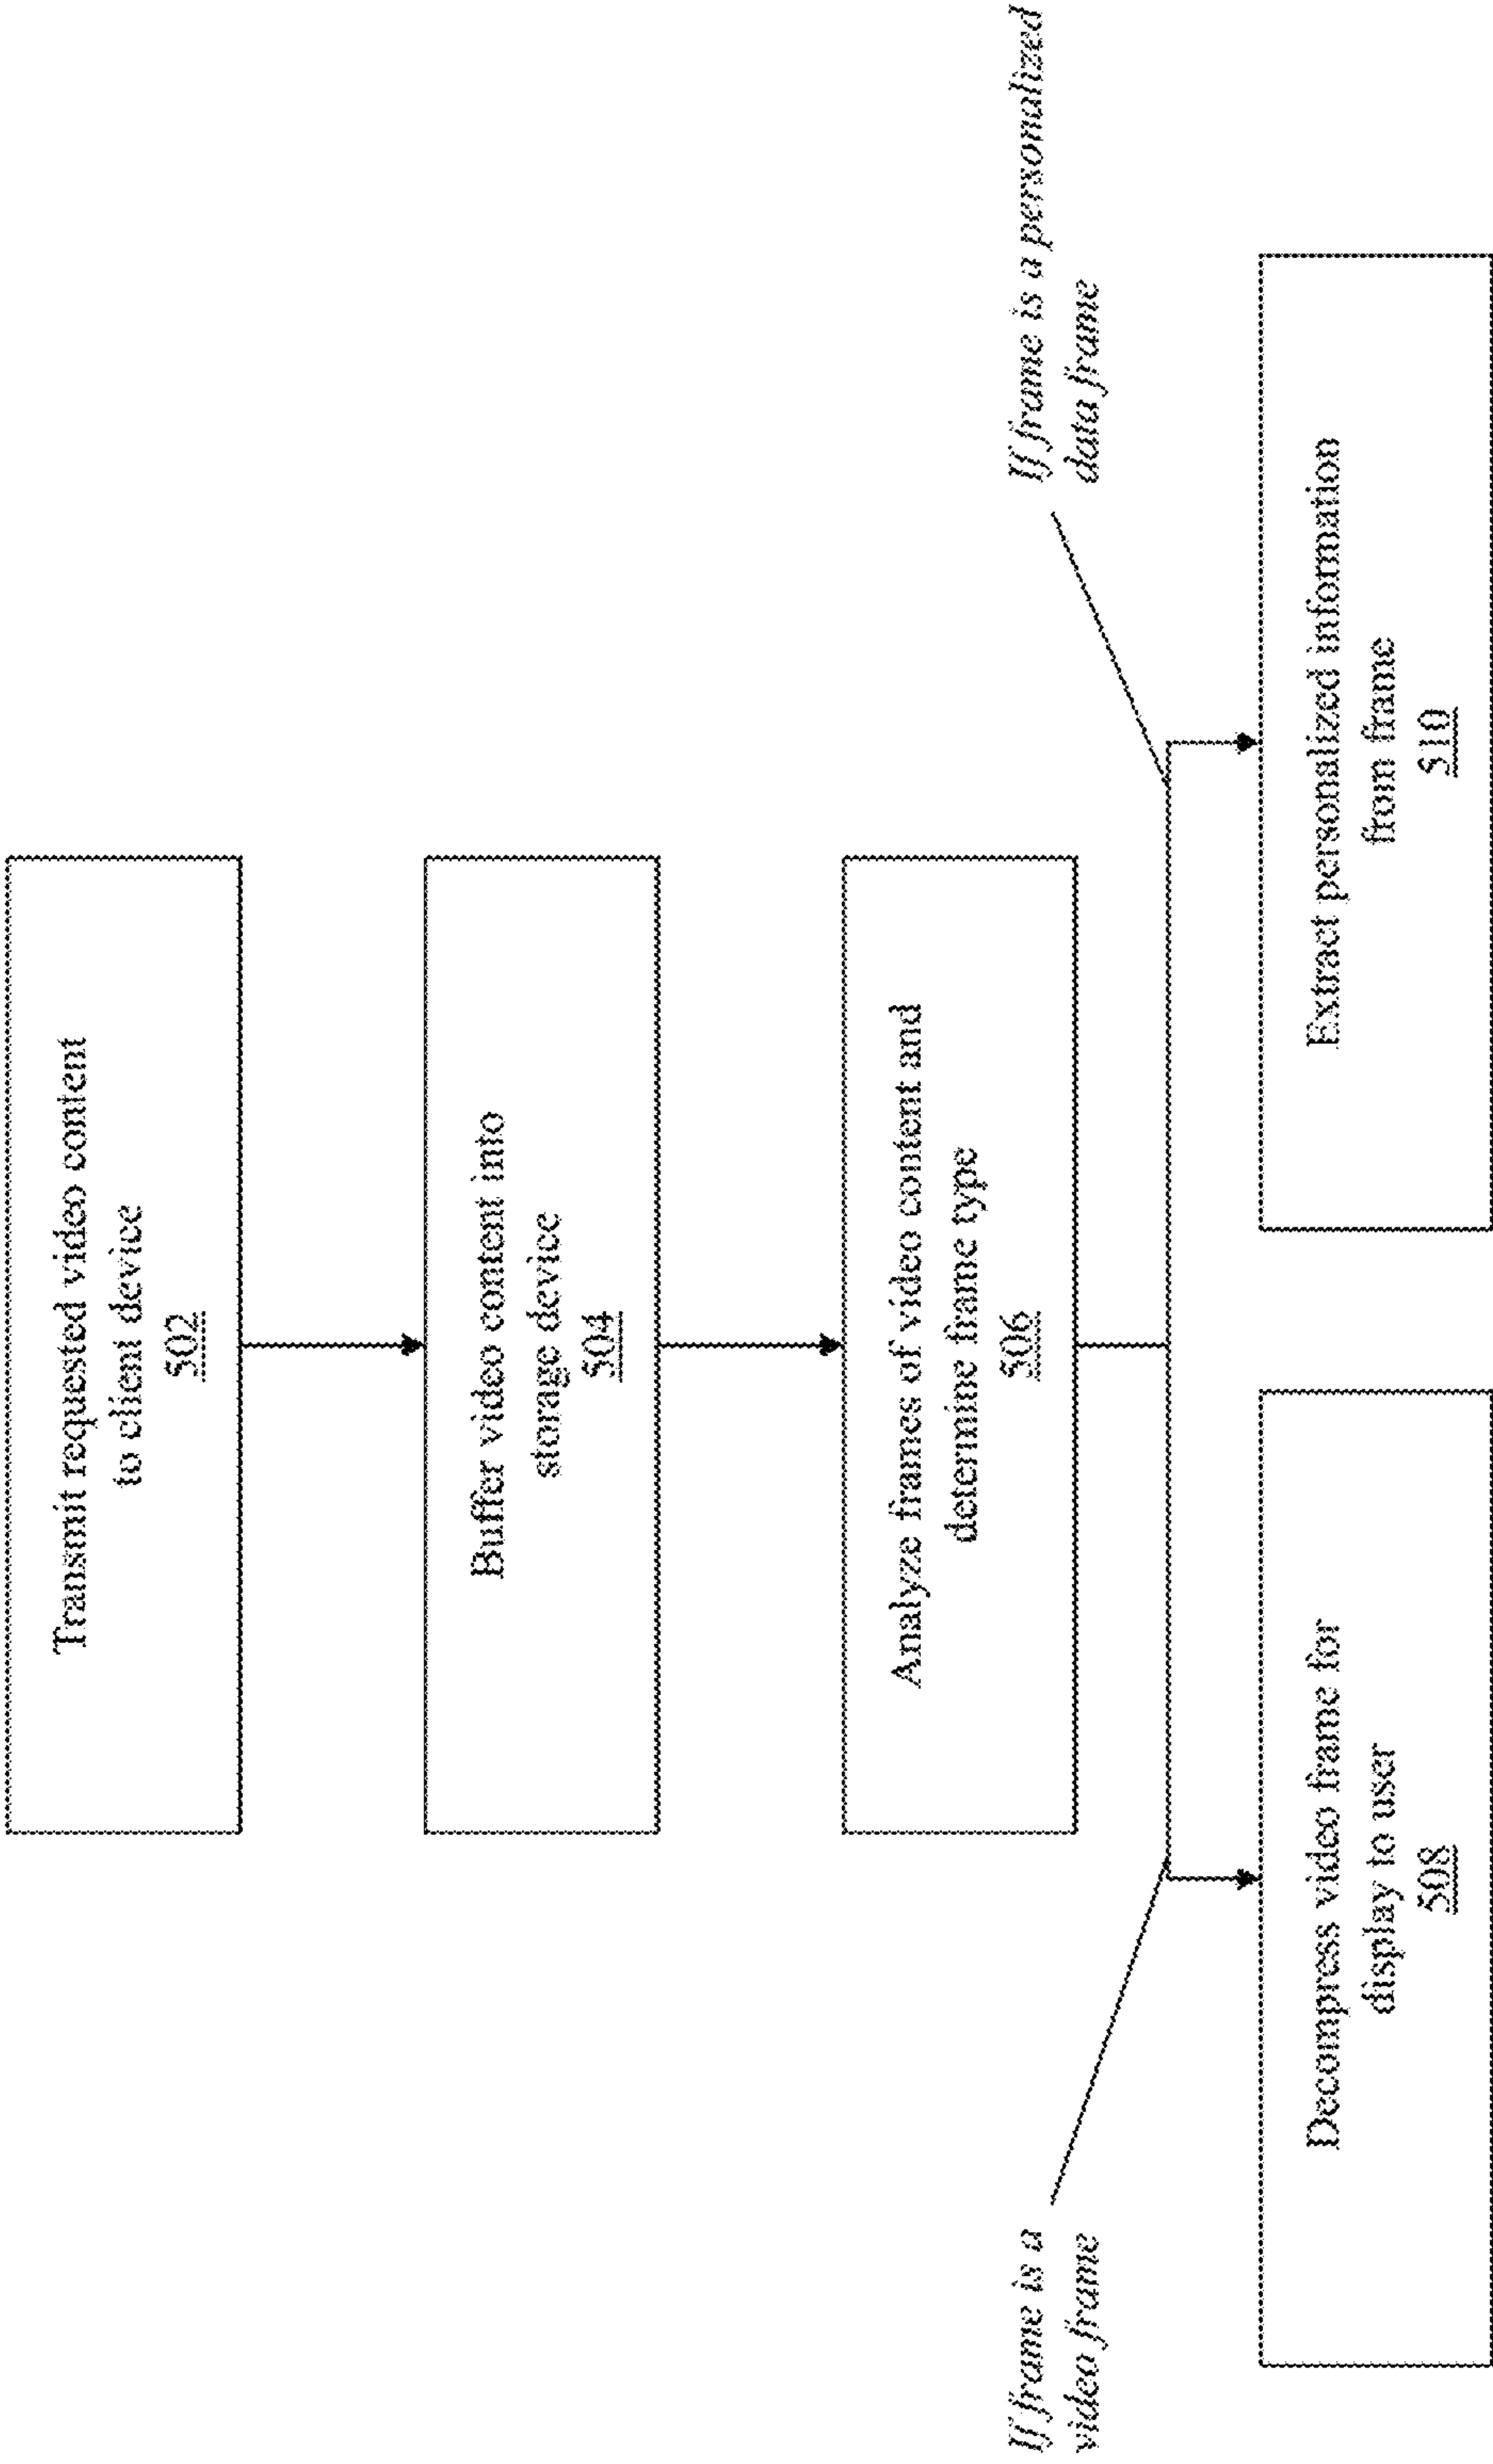 Transmit requested video content
to client device
502
Buffer video content into
storage device
504
Analyze frames of video content and
determine frame type
506
If frame is a
video frame
If frame is a personalized
data frame
Decompress video frame for
display to user
508
Extract personalized information
from frame
510